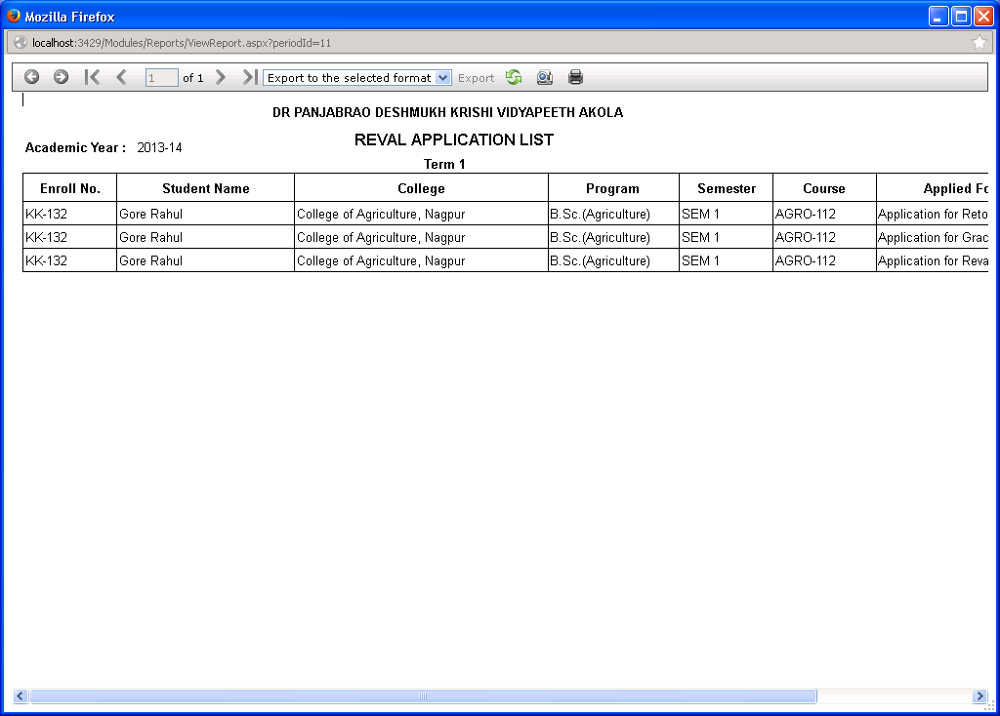 Mozilla Firefox
localhost:3429/Modules/Reports/ViewReport.aspx?periodId=11
1 of 1 Export to the selected format Export
DR PANJABRAO DESHMUKH KRISHI VIDYAPEETH AKOLA
REVAL APPLICATION LIST
Academic Year : 2013-14
Term 1
Enroll No. Student Name College Program Semester Course Applied Fo
KK-132 Gore Rahul College of Agriculture, Nagpur B.Sc.(Agriculture) SEM 1 AGRO-112 Application for Reto
KK-132 Gore Rahul College of Agriculture, Nagpur B.Sc.(Agriculture) SEM 1 AGRO-112 Application for Grac
KK-132 Gore Rahul College of Agriculture, Nagpur B.Sc.(Agriculture) SEM 1 AGRO-112 Application for Reva